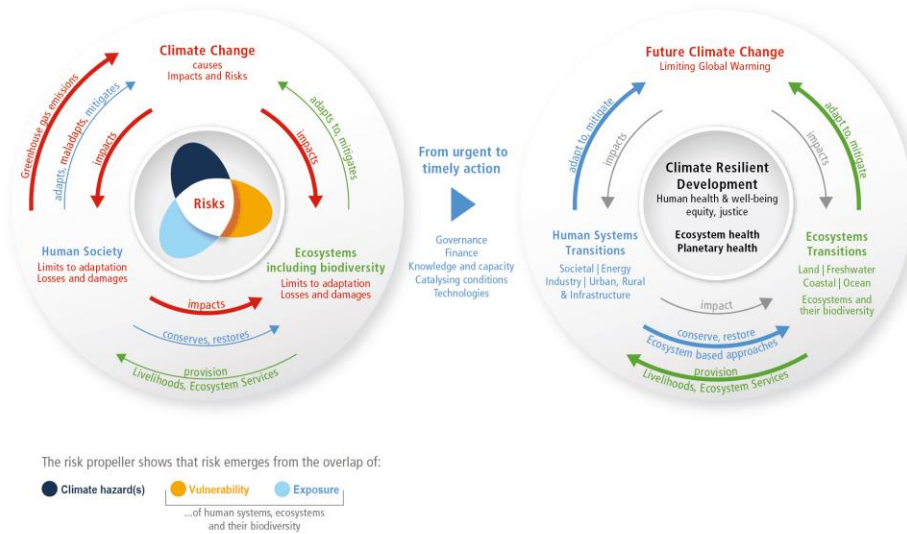 Climate Change
causes
Impacts and Risks
Greenhouse gas emissions
adapts, maladapts, mitigates
impacts
impacts
adapts to, mitigates
Risks
Human Society
Limits to adaptation
Losses and damages
Ecosystems
including biodiversity
Limits to adaptation
Losses and damages
impacts
conserves, restores
provision
Livelihoods, Ecosystem Services
From urgent to
timely action
Governance
Finance
Knowledge and capacity
Catalysing conditions
Technologies
Future Climate Change
Limiting Global Warming
adapt to, mitigate
impacts
impacts
adapt to, mitigate
Climate Resilient
Development
Human health & well-being
equity, justice
Ecosystem health
Planetary health
Human Systems
Transitions
Societal | Energy
Industry | Urban, Rural
& Infrastructure
Ecosystems
Transitions
Land | Freshwater
Coastal | Ocean
Ecosystems and
their biodiversity
impact
conserve, restore
Ecosystem based approaches
provision
Livelihoods, Ecosystem Services
The risk propeller shows that risk emerges from the overlap of:
Climate hazard(s) Vulnerability Exposure
...of human systems, ecosystems
and their biodiversity